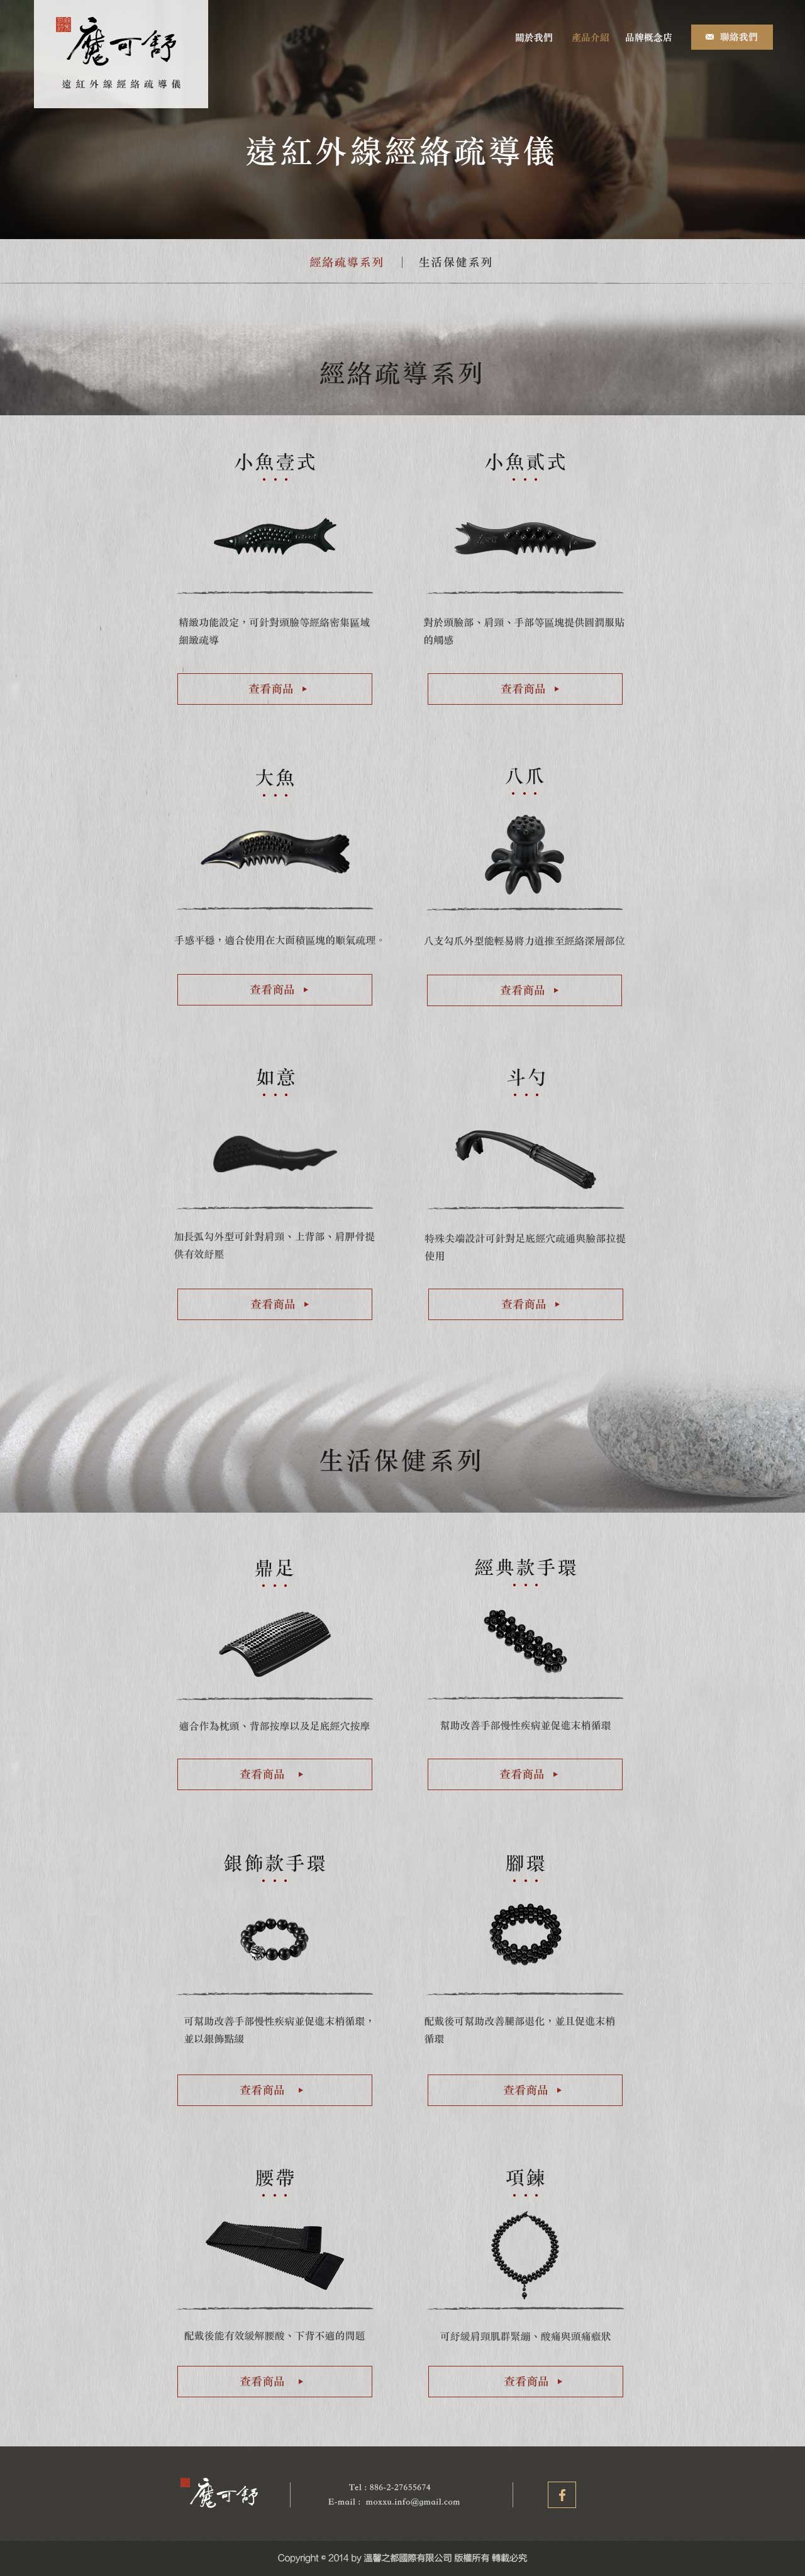 魔可舒
遠紅外線經絡疏導儀
關於我們
產品介紹
品牌概念店
聯絡我們
遠紅外線經絡疏導儀
經絡疏導系列 | 生活保健系列
經絡疏導系列
小魚壹式
精緻功能設定，可針對頭臉等經絡密集區域
細緻疏導
查看商品
小魚貳式
對於頭臉部、肩頸、手部等區塊提供圓潤服貼
的觸感
查看商品
大魚
手感平穩，適合使用在大面積區塊的順氣疏理。
查看商品
八爪
八支勾爪外型能輕易將力道推至經絡深層部位
查看商品
如意
加長弧勾外型可針對肩頸、上背部、肩胛骨提
供有效紓壓
查看商品
斗勺
特殊尖端設計可針對足底經穴疏通與臉部拉提
使用
查看商品
生活保健系列
鼎足
適合作為枕頭、背部按摩以及足底經穴按摩
查看商品
經典款手環
幫助改善手部慢性疾病並促進末梢循環
查看商品
銀飾款手環
可幫助改善手部慢性疾病並促進末梢循環，
並以銀飾點綴
查看商品
腳環
配戴後可幫助改善腿部退化，並且促進末梢
循環
查看商品
腰帶
配戴後能有效緩解腰酸、下背不適的問題
查看商品
項鍊
可紓緩肩頸肌群緊繃、酸痛與頭痛癥狀
查看商品
魔可舒
Tel : 886-2-27655674
E-mail : moxxu.info@gmail.com
f
Copyright © 2014 by 溫馨之都國際有限公司 版權所有 轉載必究